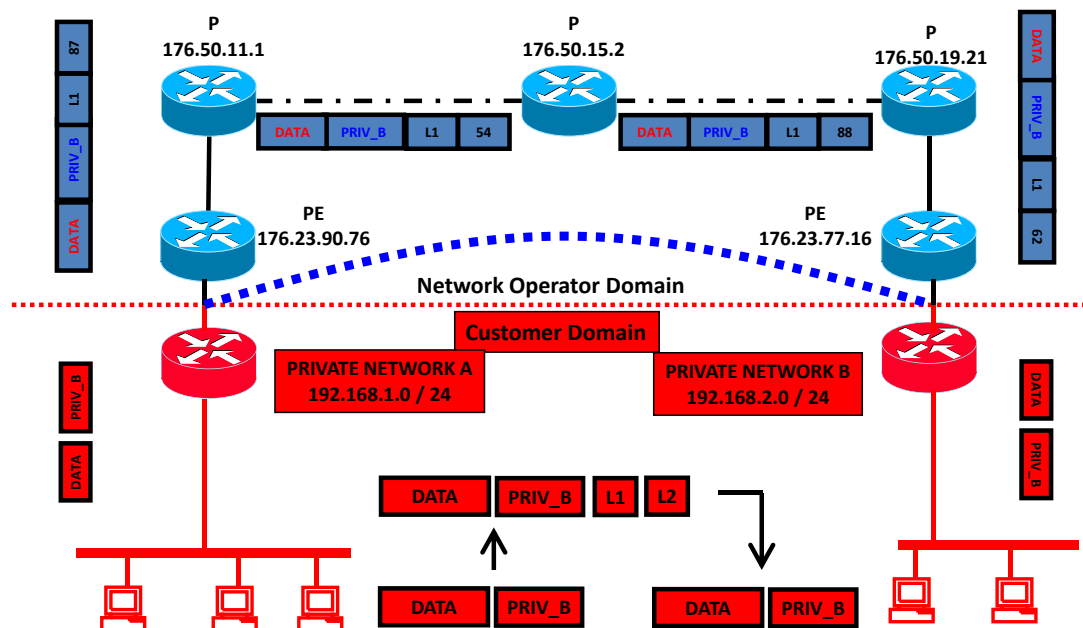 P
176.50.11.1
P
176.50.15.2
P
176.50.19.21
87
L1
PRIV_B
DATA
DATA
PRIV_B
L1
54
DATA
PRIV_B
L1
88
DATA
PRIV_B
L1
62
PE
176.23.90.76
PE
176.23.77.16
Network Operator Domain
Customer Domain
PRIVATE NETWORK A
192.168.1.0 / 24
PRIVATE NETWORK B
192.168.2.0 / 24
PRIV_B
DATA
DATA
PRIV_B
DATA
PRIV_B
L1
L2
DATA
PRIV_B
DATA
PRIV_B